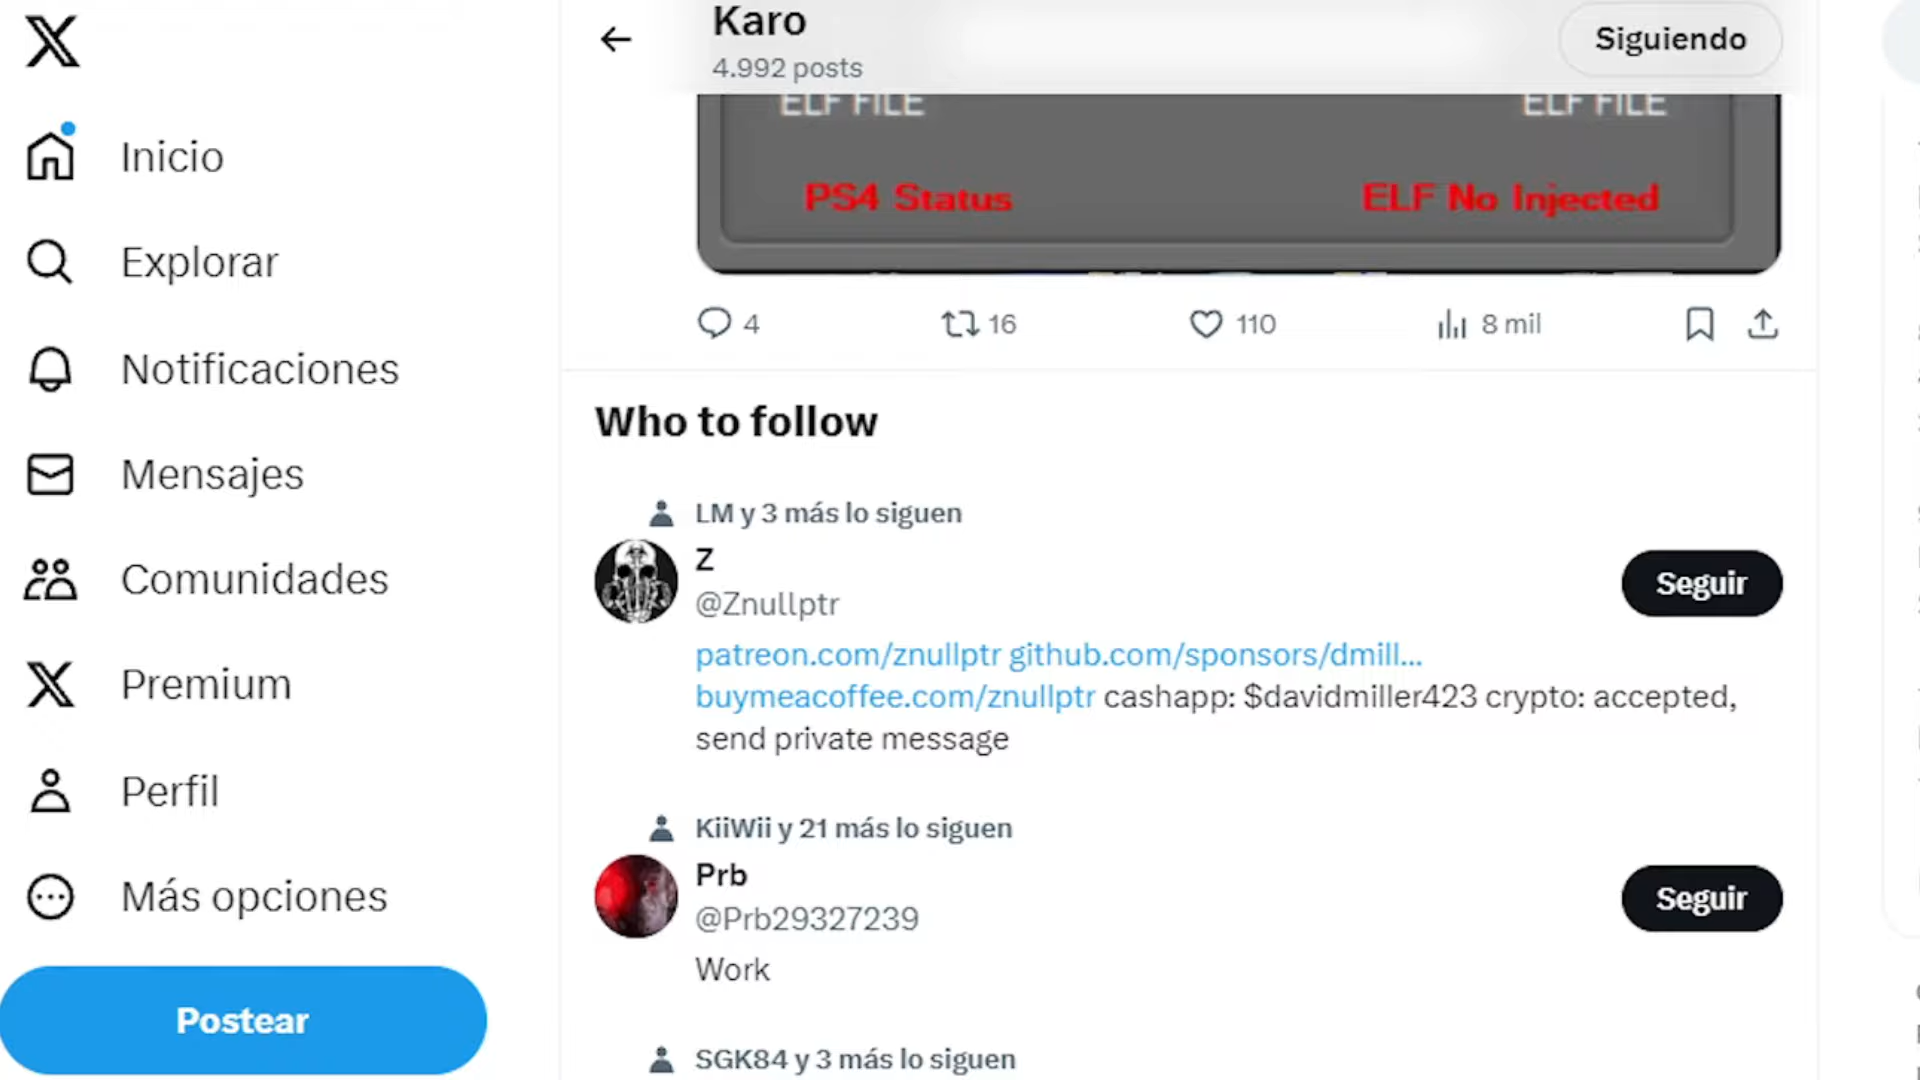 Karo
4.992 posts
Siguiendo
Inicio
Explorar
Notificaciones
Mensajes
Comunidades
Premium
Perfil
Más opciones
Postear
ELF FILE
ELF FILE
PS4 Status
ELF No Injected
4
16
110
8 mil
Who to follow
LM y 3 más lo siguen
Z
@Znullptr
Seguir
patreon.com/znullptr github.com/sponsors/dmill...
buymeacoffee.com/znullptr cashapp: $davidmiller423 crypto: accepted,
send private message
KiiWii y 21 más lo siguen
Prb
@Prb29327239
Seguir
Work
SGK84 y 3 más lo siguen